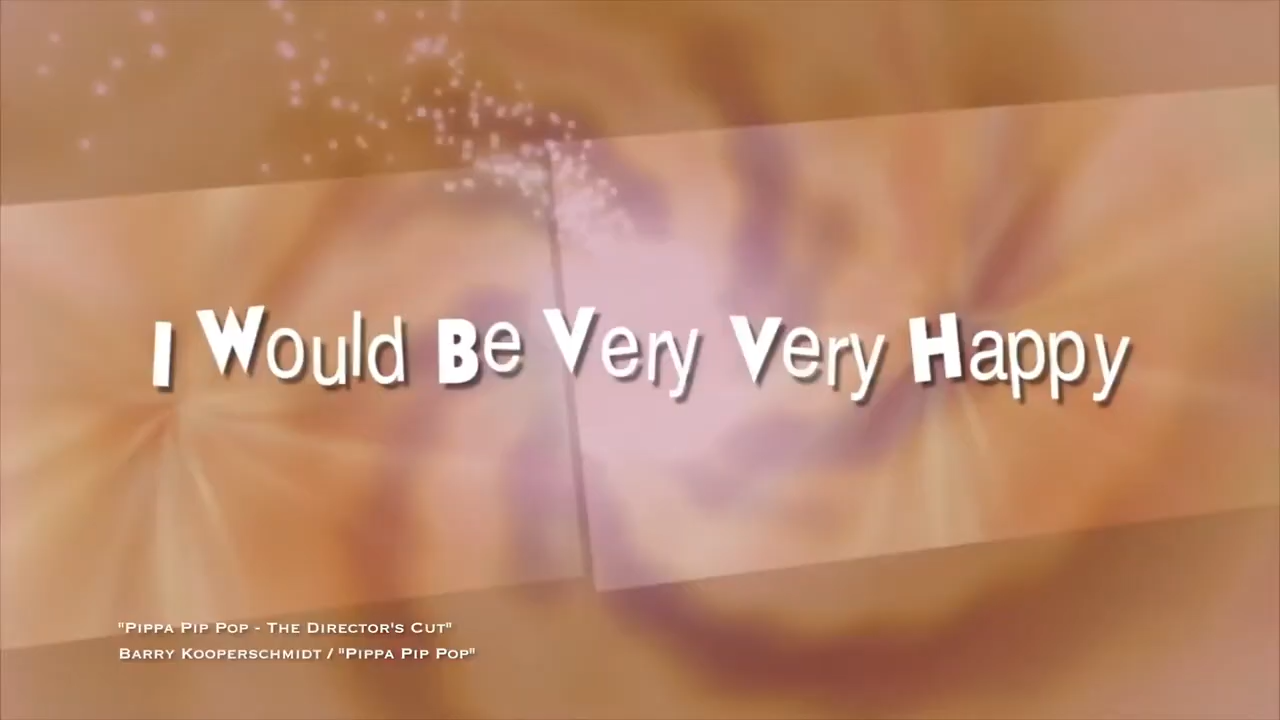 I Would Be Very Very Happy
"Pippa Pip Pop - The Director's Cut"
Barry Kooperschmidt / "Pippa Pip Pop"